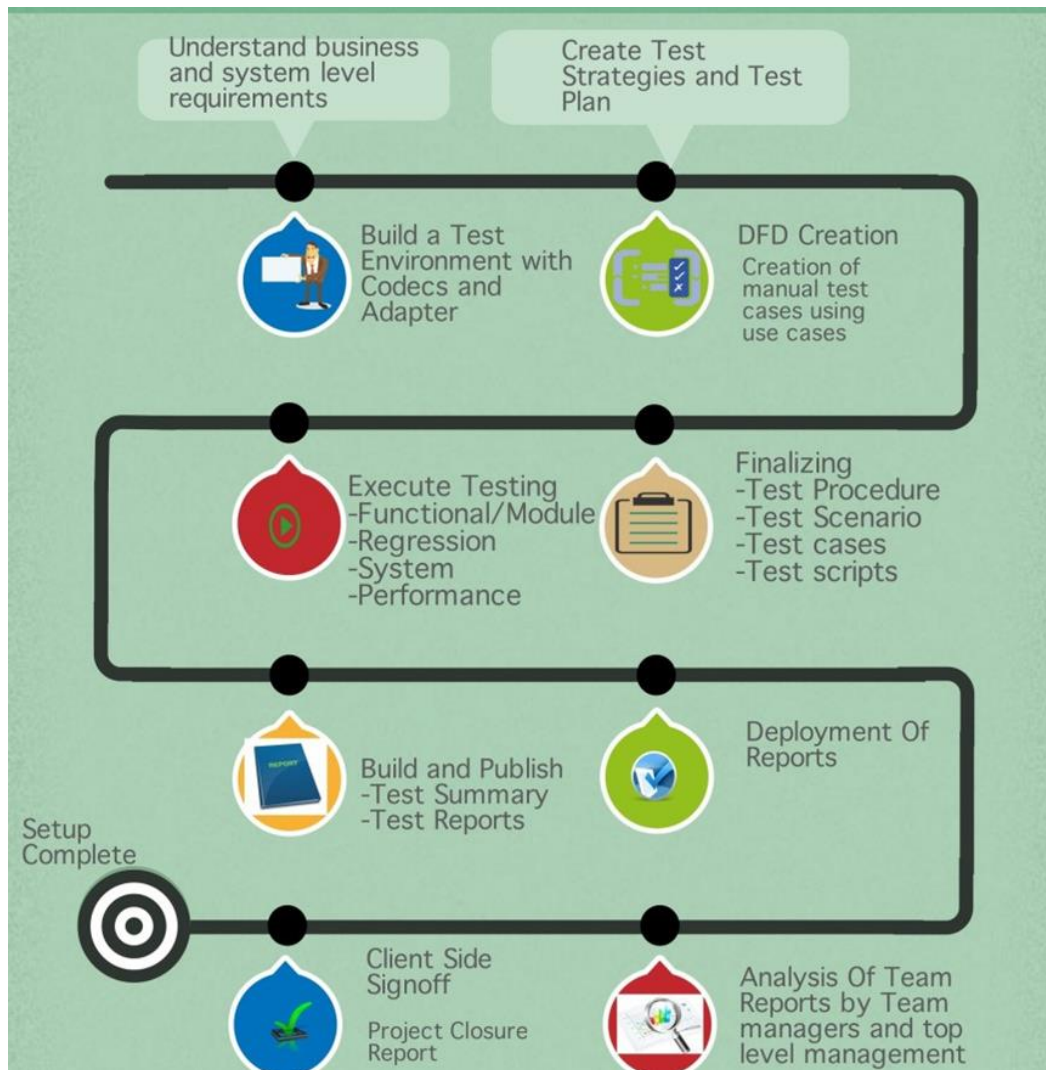 Understand business
and system level
requirements
Create Test
Strategies and Test
Plan
Build a Test
Environment with
Codecs and
Adapter
DFD Creation
Creation of
manual test
cases using
use cases
Finalizing
-Test Procedure
-Test Scenario
-Test cases
-Test scripts
Execute Testing
-Functional/Module
-Regression
-System
-Performance
Build and Publish
-Test Summary
-Test Reports
REPORT
Deployment Of
Reports
Analysis Of Team
Reports by Team
managers and top
level management
Client Side
Signoff
Project Closure
Report
Setup
Complete